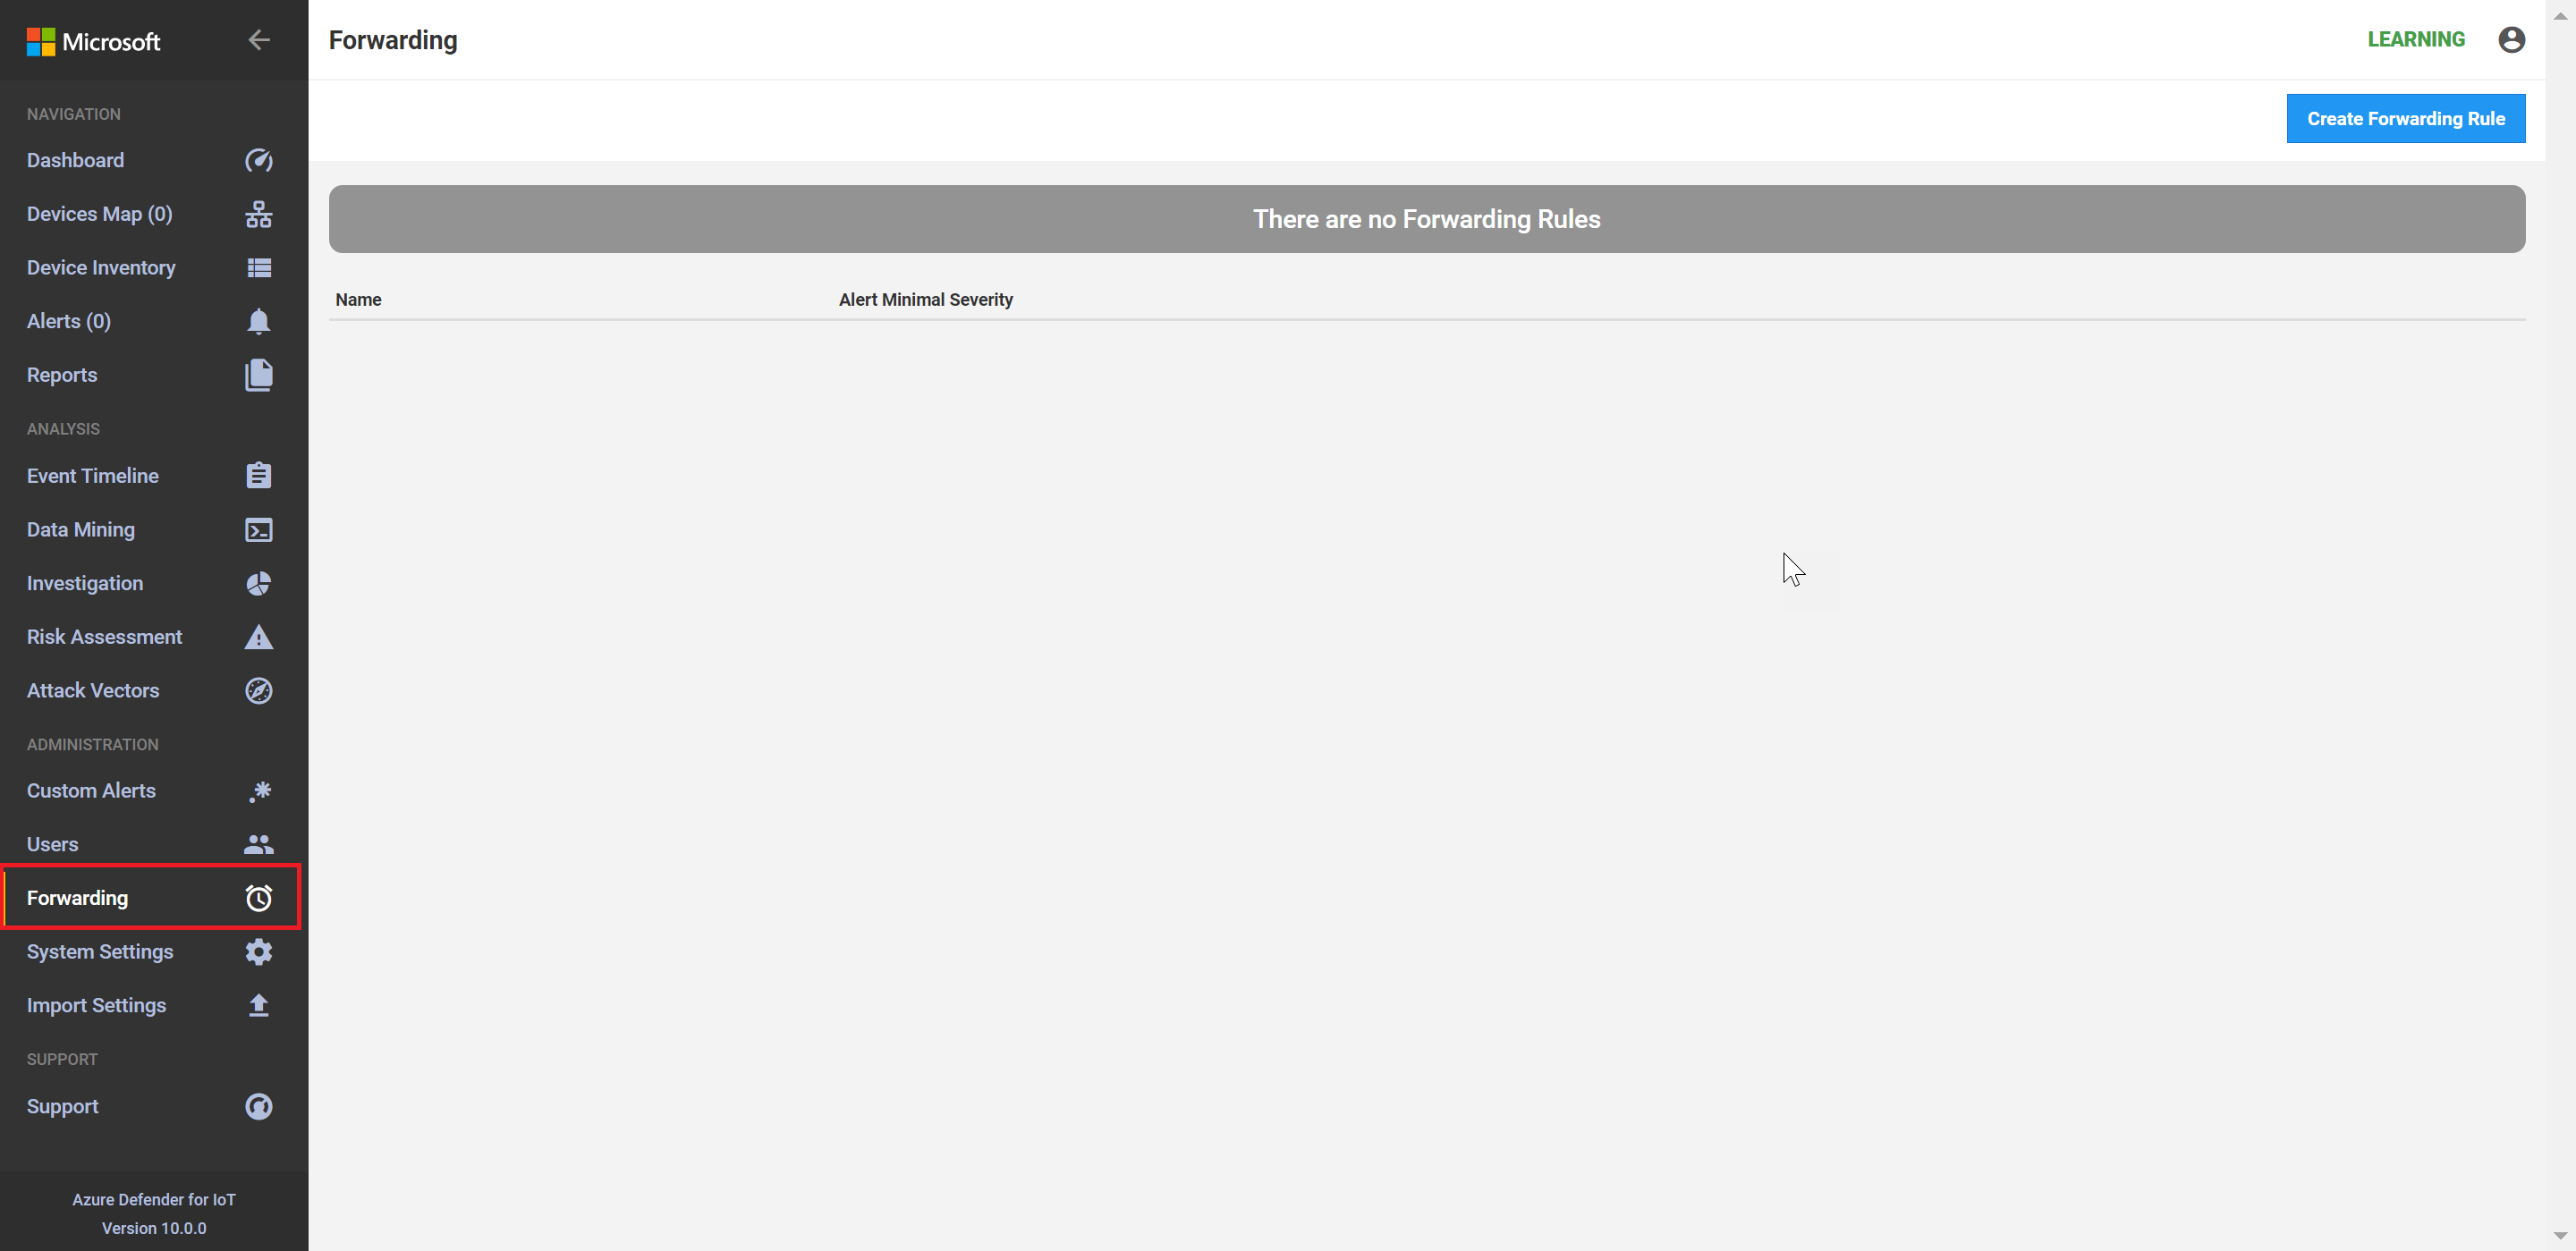 Microsoft
NAVIGATION
Dashboard
Devices Map (0)
Device Inventory
Alerts (0)
Reports
ANALYSIS
Event Timeline
Data Mining
Investigation
Risk Assessment
Attack Vectors
ADMINISTRATION
Custom Alerts
Users
Forwarding
System Settings
Import Settings
SUPPORT
Support
Azure Defender for IoT
Version 10.0.0
Forwarding
LEARNING
Create Forwarding Rule
There are no Forwarding Rules
Name Alert Minimal Severity